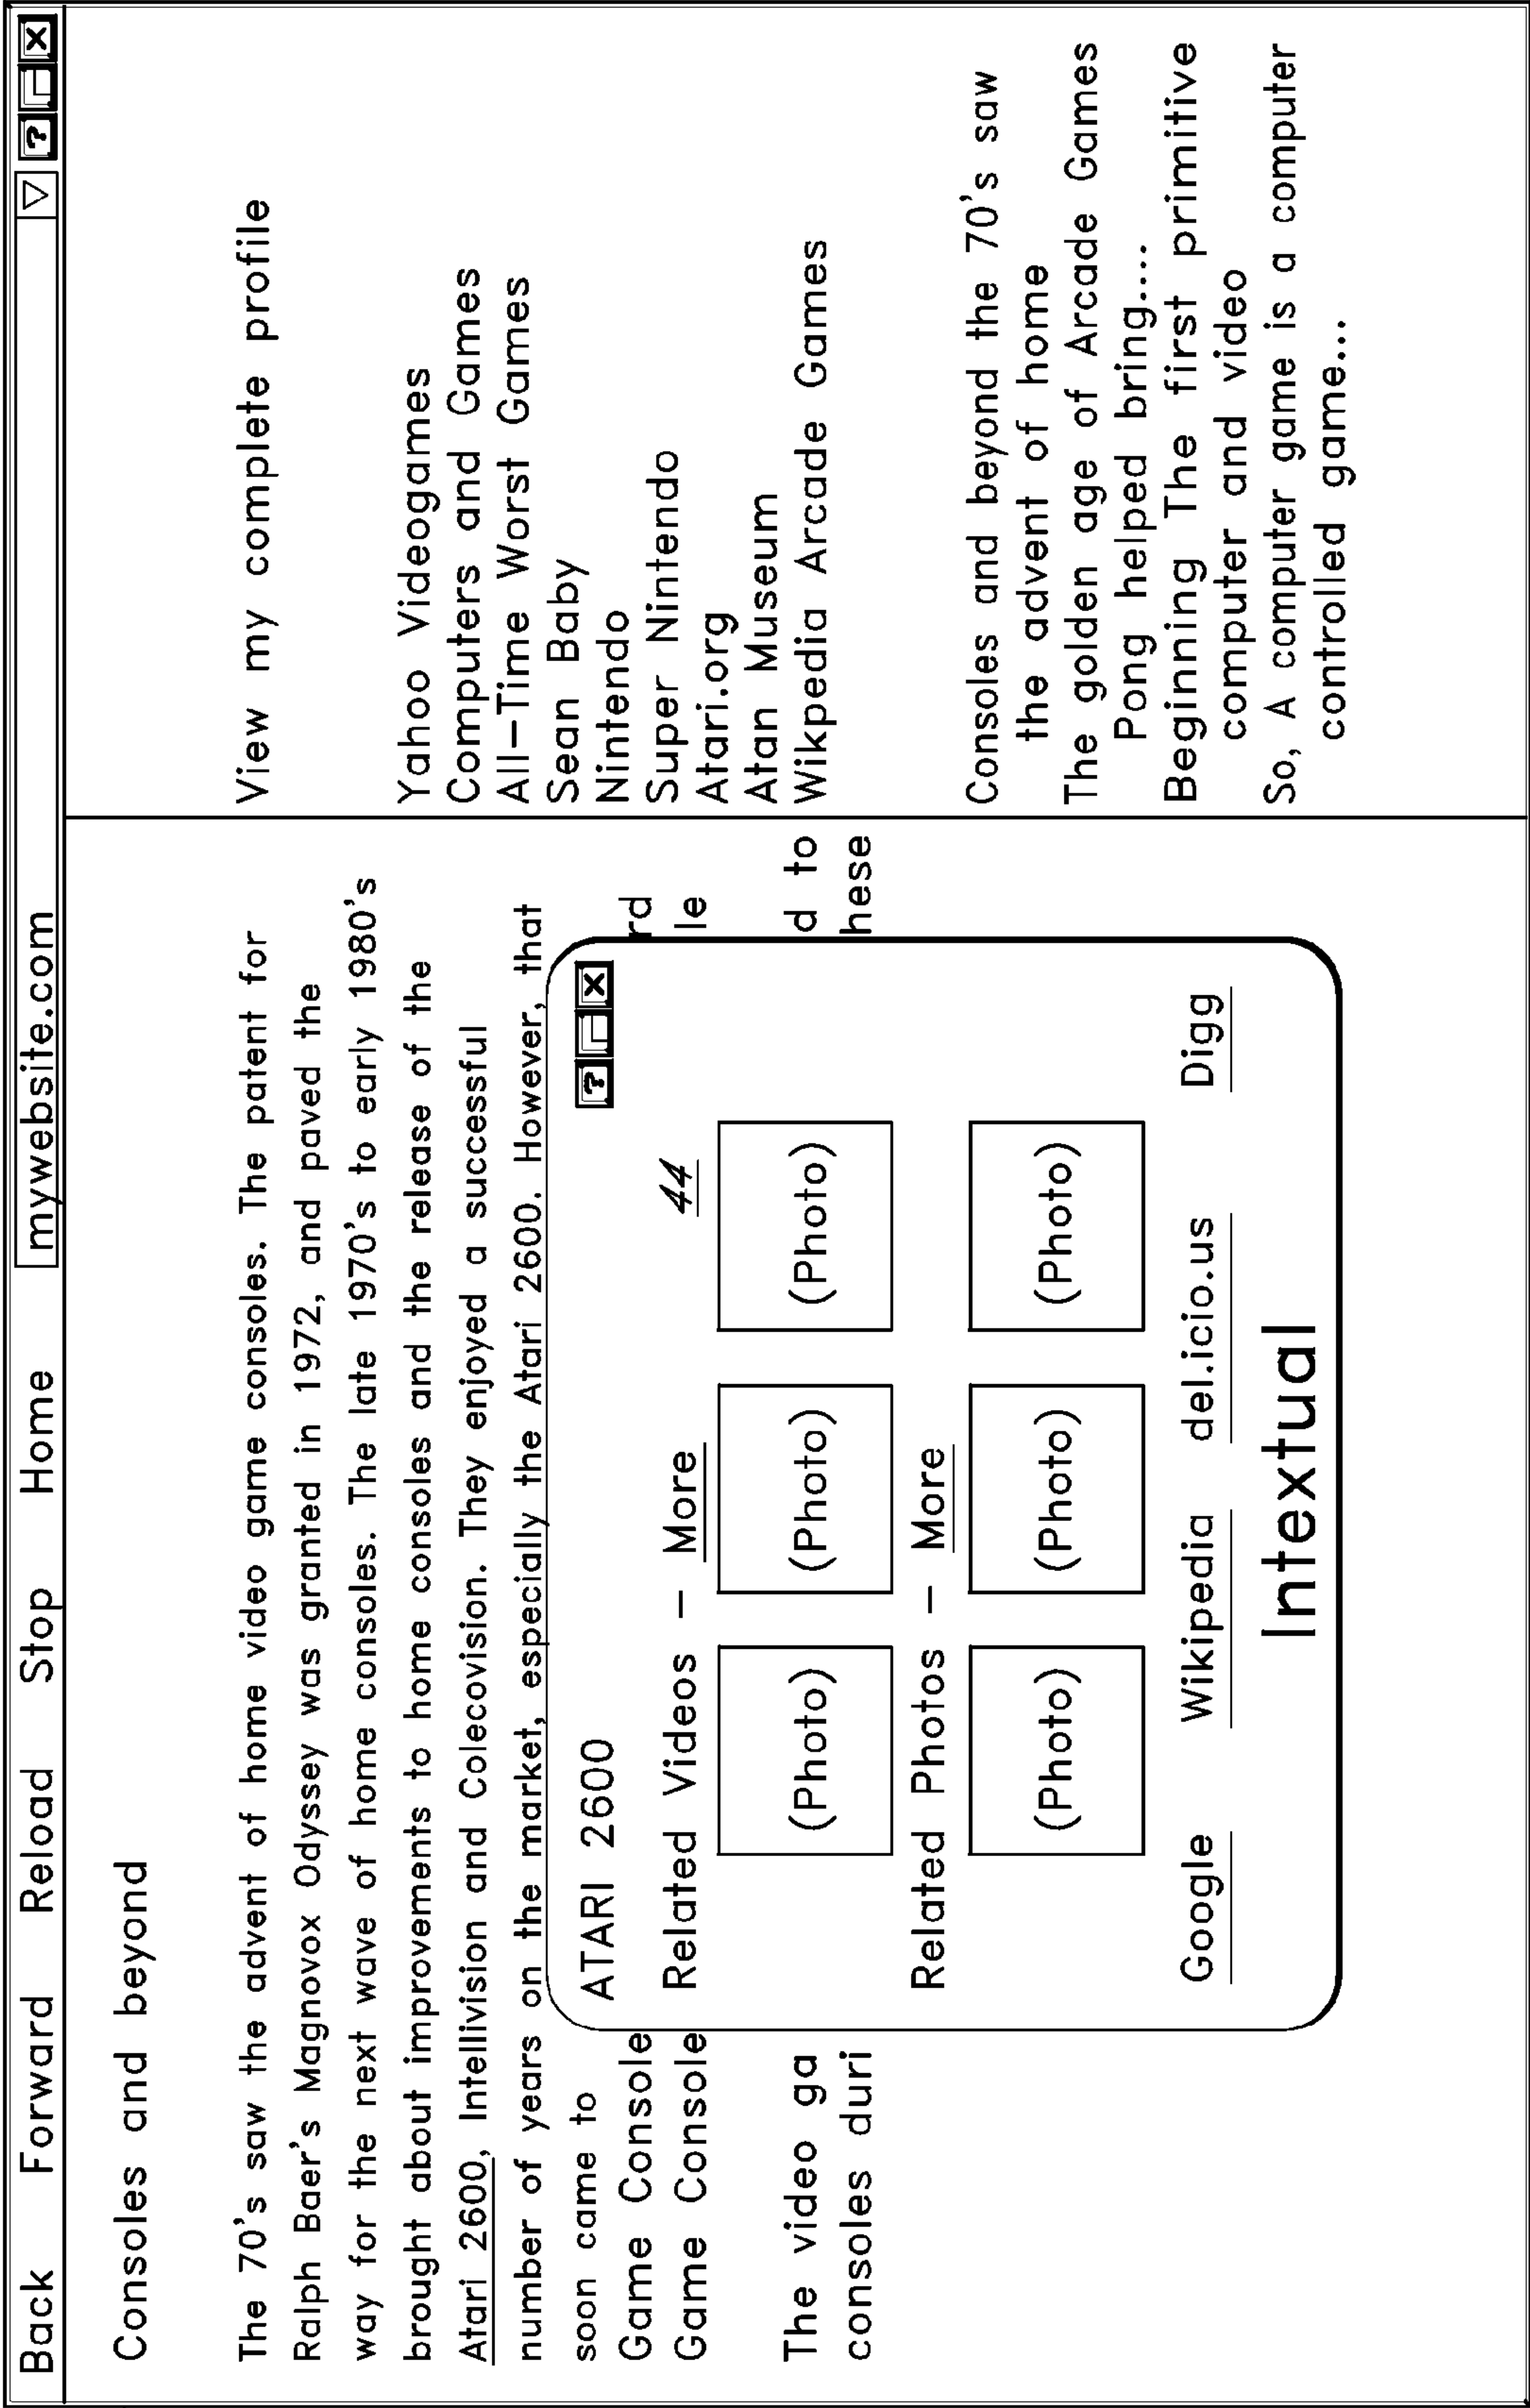 Back Forward Reload Stop Home mywebsite.com ?
Consoles and beyond
The 70's saw the advent of home video game consoles. The patent for
Ralph Baer's Magnovox Odyssey was granted in 1972, and paved the
way for the next wave of home consoles. The late 1970's to early 1980's
brought about improvements to home consoles and the release of the
Atari 2600, Intellivision and Colecovision. They enjoyed a successful
number of years on the market, especially the Atari 2600. However, that
soon came to
Game Console rd
Game Console le
The video ga d to
consoles duri hese
ATARI 2600 ? X
Related Videos – More 44
(Photo) (Photo) (Photo)
Related Photos – More
(Photo) (Photo) (Photo)
Google Wikipedia del.icio.us Digg
Intextual
View my complete profile
Yahoo Videogames
Computers and Games
All-Time Worst Games
Sean Baby
Nintendo
Super Nintendo
Atari.org
Atan Museum
Wikpedia Arcade Games
Consoles and beyond the 70's saw
the advent of home
The golden age of Arcade Games
Pong helped bring....
Beginning The first primitive
computer and video
So, A computer game is a computer
controlled game...